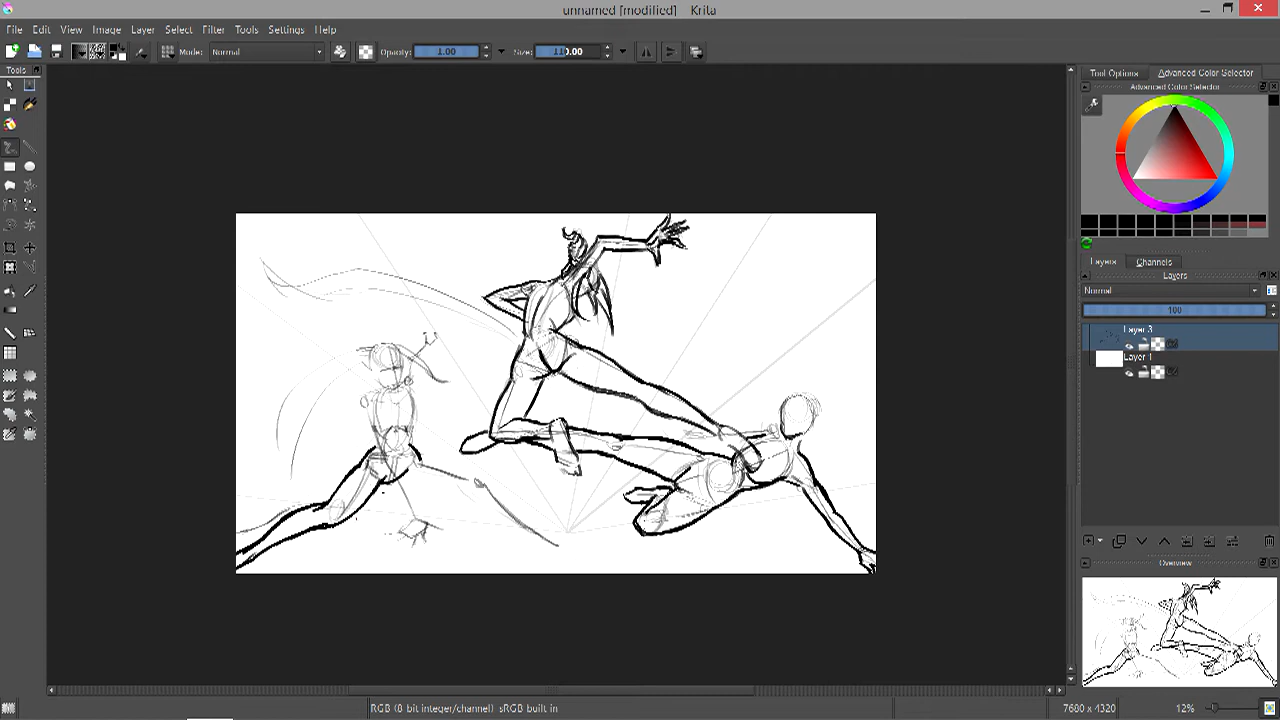 unnamed [modified] - Krita
File Edit View Image Layer Select Filter Tools Settings Help
Mode: Normal Opacity: 1.00 Size: 110.00
Tools
Tool Options Advanced Color Selector
Advanced Color Selector
Layers Channels
Layers
Normal
100
Layer 3
Layer 1
Overview
RGB (8 bit integer/channel) sRGB built in 7680 x 4320 12%